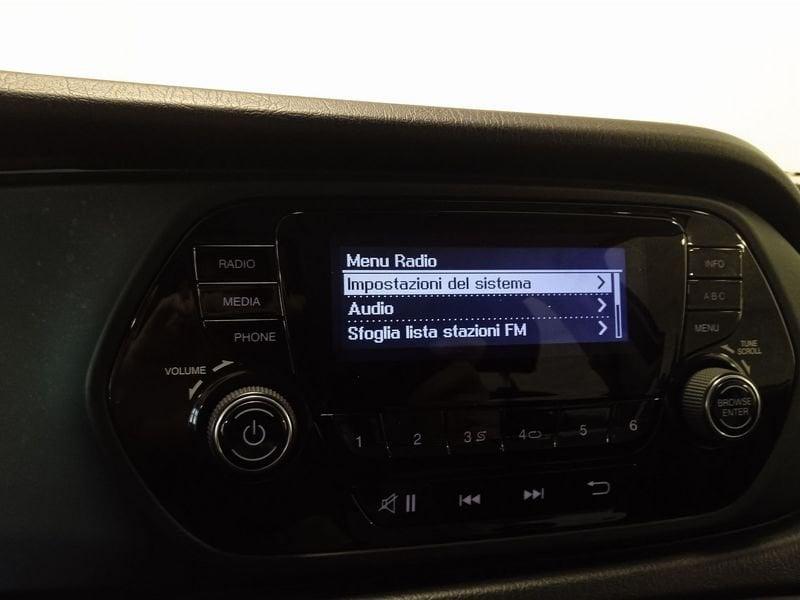 Menu Radio
Impostazioni del sistema
Audio
Sfoglia lista stazioni FM
RADIO
MEDIA
PHONE
VOLUME
INFO
A·B·C
MENU
TUNE
SCROLL
BROWSE
ENTER
1 2 3 4 5 6